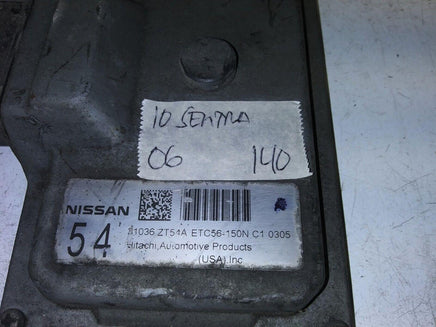 10 SENTRA
06 140
NISSAN
54
31036 ZT54A ETC56-150N C1 0305
Hitachi Automotive Products
(USA), Inc